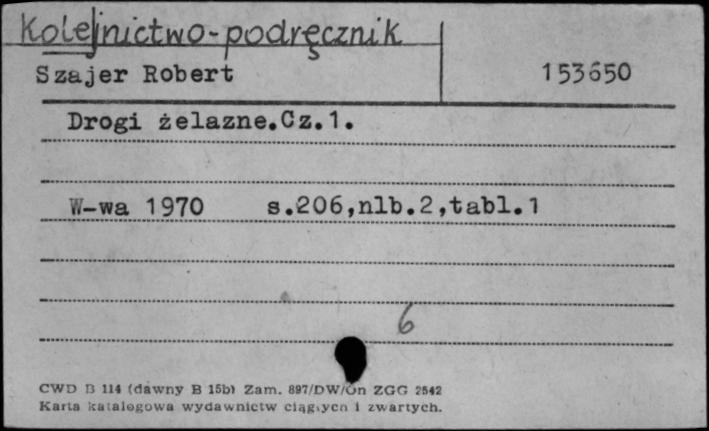 Kolejnictwo-podręcznik
Szajer Robert 153650
Drogi żelazne.Cz.1.
W-wa 1970 s.206,nlb.2,tabl.1
6
CWD B 114 (dawny B 15b) Zam. 897/DW/On ZGG 2542
Karta katalogowa wydawnictw ciągłych i zwartych.